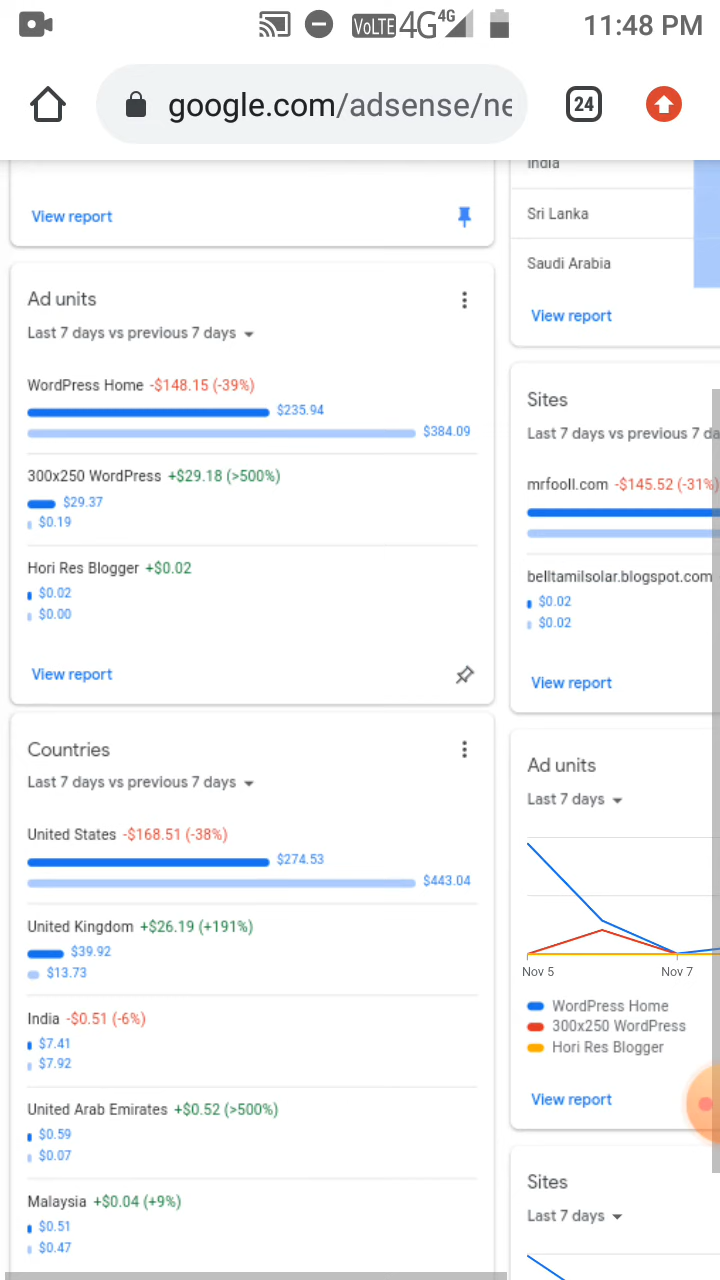 VoLTE 4G 4G 11:48 PM
google.com/adsense/ne
24
View report
Ad units
Last 7 days vs previous 7 days
WordPress Home -$148.15 (-39%)
$235.94
$384.09
300x250 WordPress +$29.18 (>500%)
$29.37
$0.19
Hori Res Blogger +$0.02
$0.02
$0.00
View report
Countries
Last 7 days vs previous 7 days
United States -$168.51 (-38%)
$274.53
$443.04
United Kingdom +$26.19 (+191%)
$39.92
$13.73
India -$0.51 (-6%)
$7.41
$7.92
United Arab Emirates +$0.52 (>500%)
$0.59
$0.07
Malaysia +$0.04 (+9%)
$0.51
$0.47
India
Sri Lanka
Saudi Arabia
View report
Sites
Last 7 days vs previous 7 da
mrfooll.com -$145.52 (-31%)
belltamilsolar.blogspot.com
$0.02
$0.02
View report
Ad units
Last 7 days
Nov 5 Nov 7
WordPress Home
300x250 WordPress
Hori Res Blogger
View report
Sites
Last 7 days